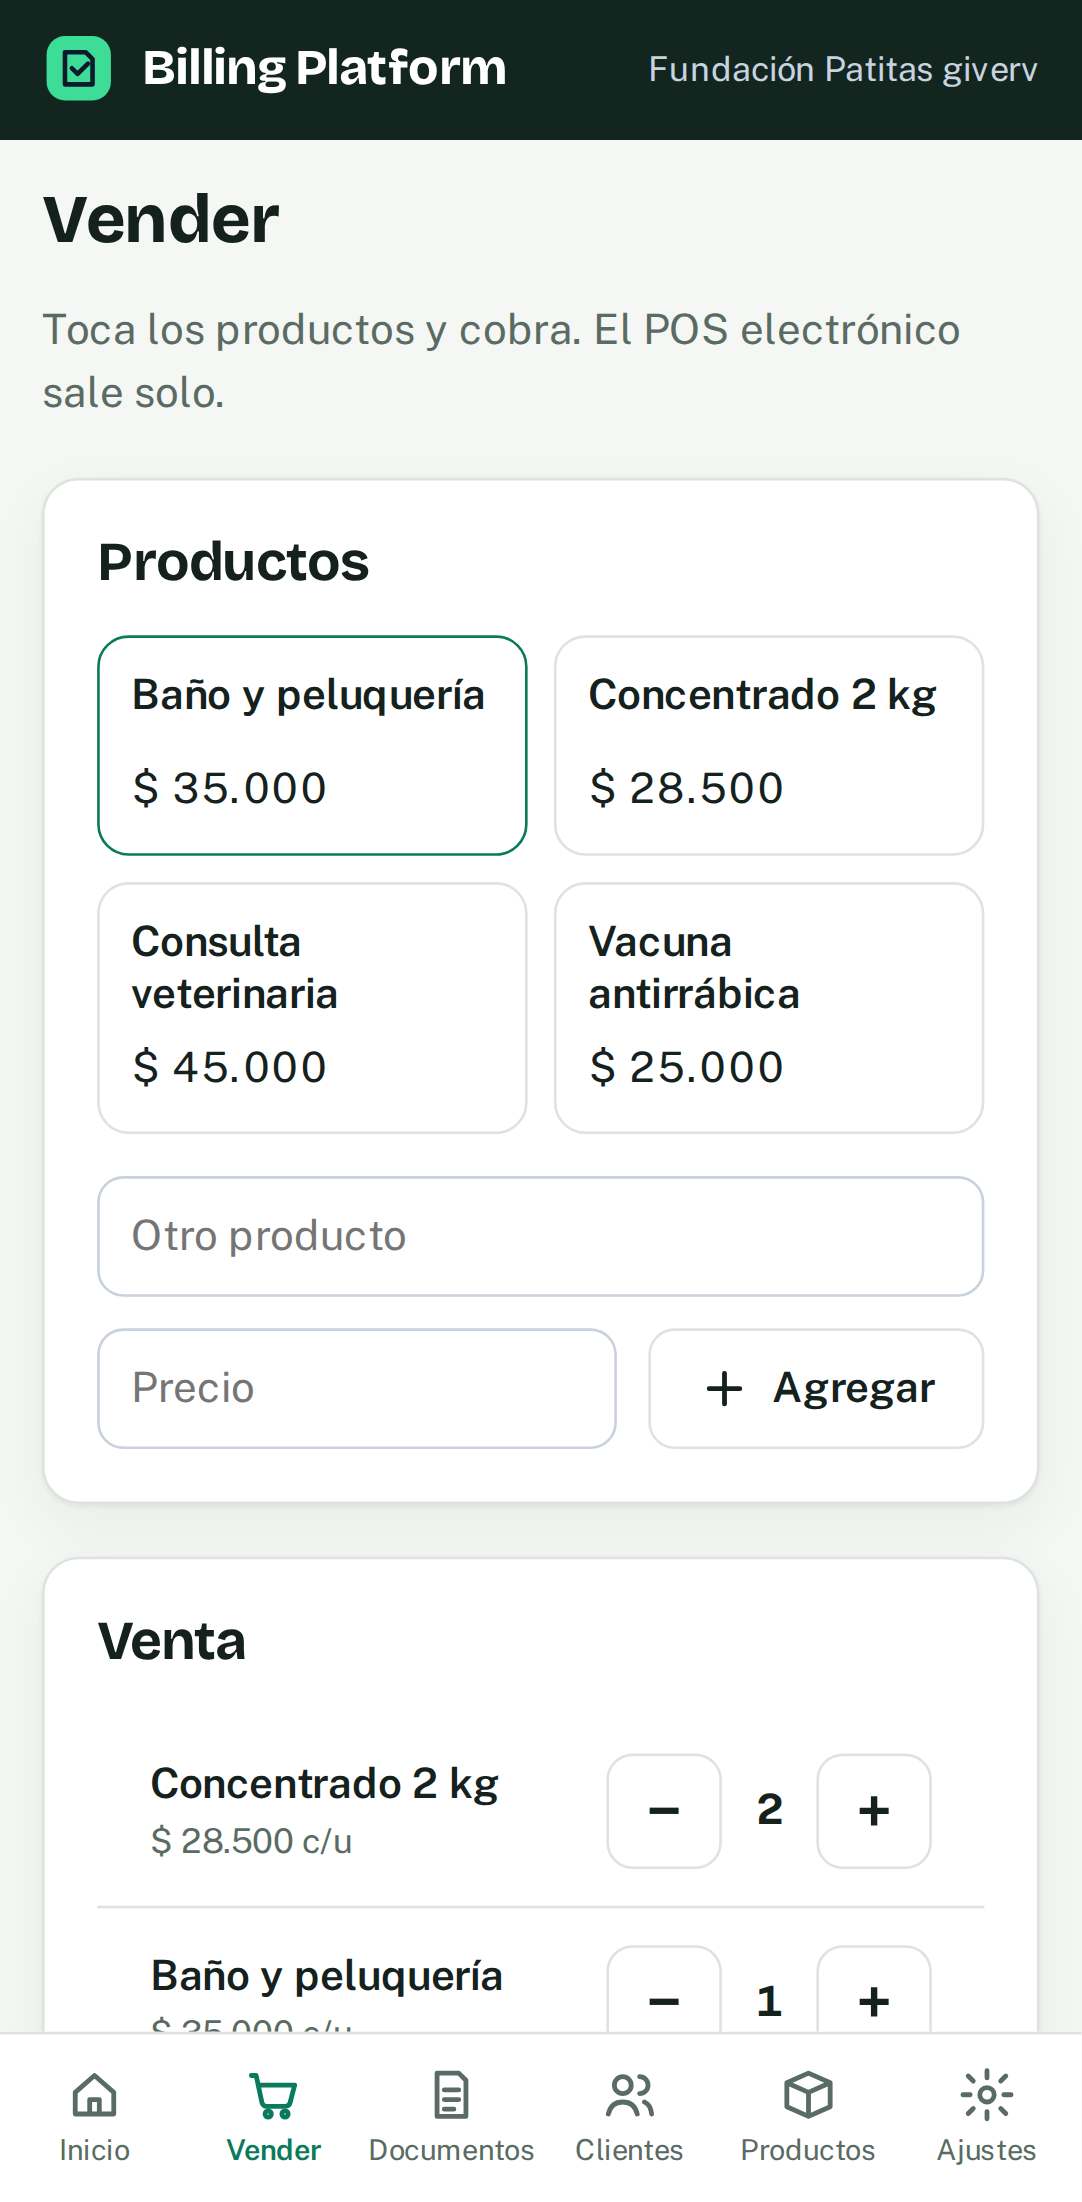 Billing Platform
Fundación Patitas giverv
Vender
Toca los productos y cobra. El POS electrónico
sale solo.
Productos
Baño y peluquería
$ 35.000
Concentrado 2 kg
$ 28.500
Consulta
veterinaria
$ 45.000
Vacuna
antirrábica
$ 25.000
Otro producto
Precio
+ Agregar
Venta
Concentrado 2 kg
$ 28.500 c/u
− 2 +
Baño y peluquería
$ 35.000 c/u
− 1 +
Inicio
Vender
Documentos
Clientes
Productos
Ajustes